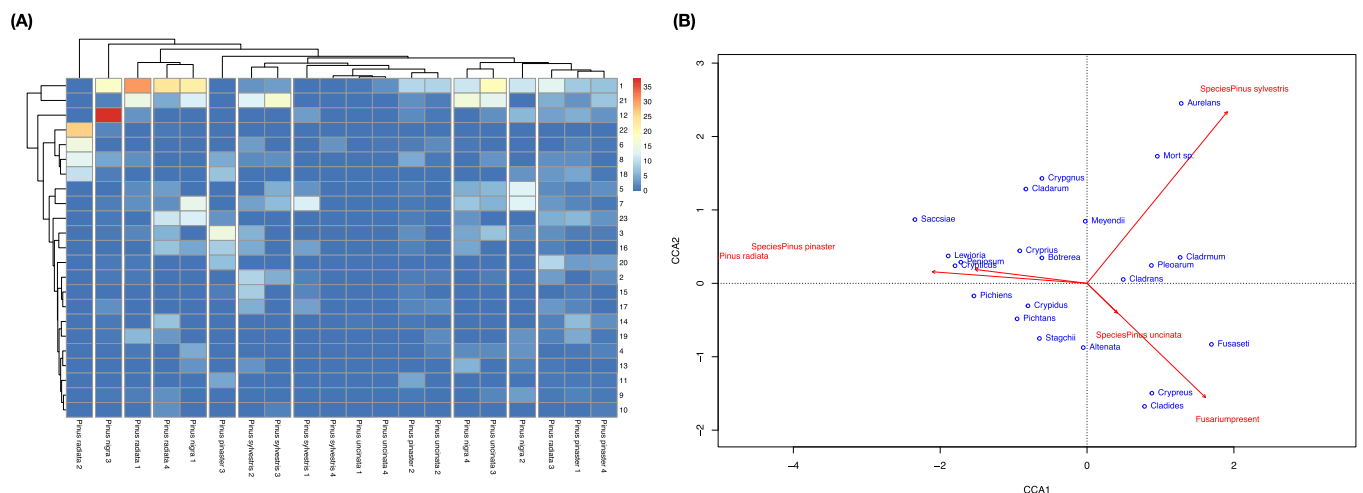 (A)
(B)
35
30
25
20
15
10
5
0
1
21
12
22
6
8
18
5
7
23
3
16
20
2
15
17
14
19
4
13
11
9
10
Pinus radiata 2
Pinus nigra 3
Pinus radiata 1
Pinus radiata 4
Pinus nigra 1
Pinus pinaster 3
Pinus sylvestris 2
Pinus sylvestris 3
Pinus sylvestris 1
Pinus sylvestris 4
Pinus uncinata 1
Pinus uncinata 4
Pinus pinaster 2
Pinus uncinata 2
Pinus nigra 4
Pinus uncinata 3
Pinus nigra 2
Pinus radiata 3
Pinus pinaster 1
Pinus pinaster 4
CCA2
3
2
1
0
−1
−2
SpeciesPinus sylvestris
Aurelans
Mort sp.
Crypgnus
Cladarum
Saccsiae
Meyendii
SpeciesPinus pinaster
Pinus radiata
Cryprius
Lewioria
Botrerea
Penipsum
Crypticus
Cladrmum
Pleoarum
Cladrans
Pichiens
Crypidus
Pichtans
Stagchii
SpeciesPinus uncinata
Altenata
Fusaseti
Crypreus
Cladides
Fusariumpresent
−4
−2
0
2
CCA1